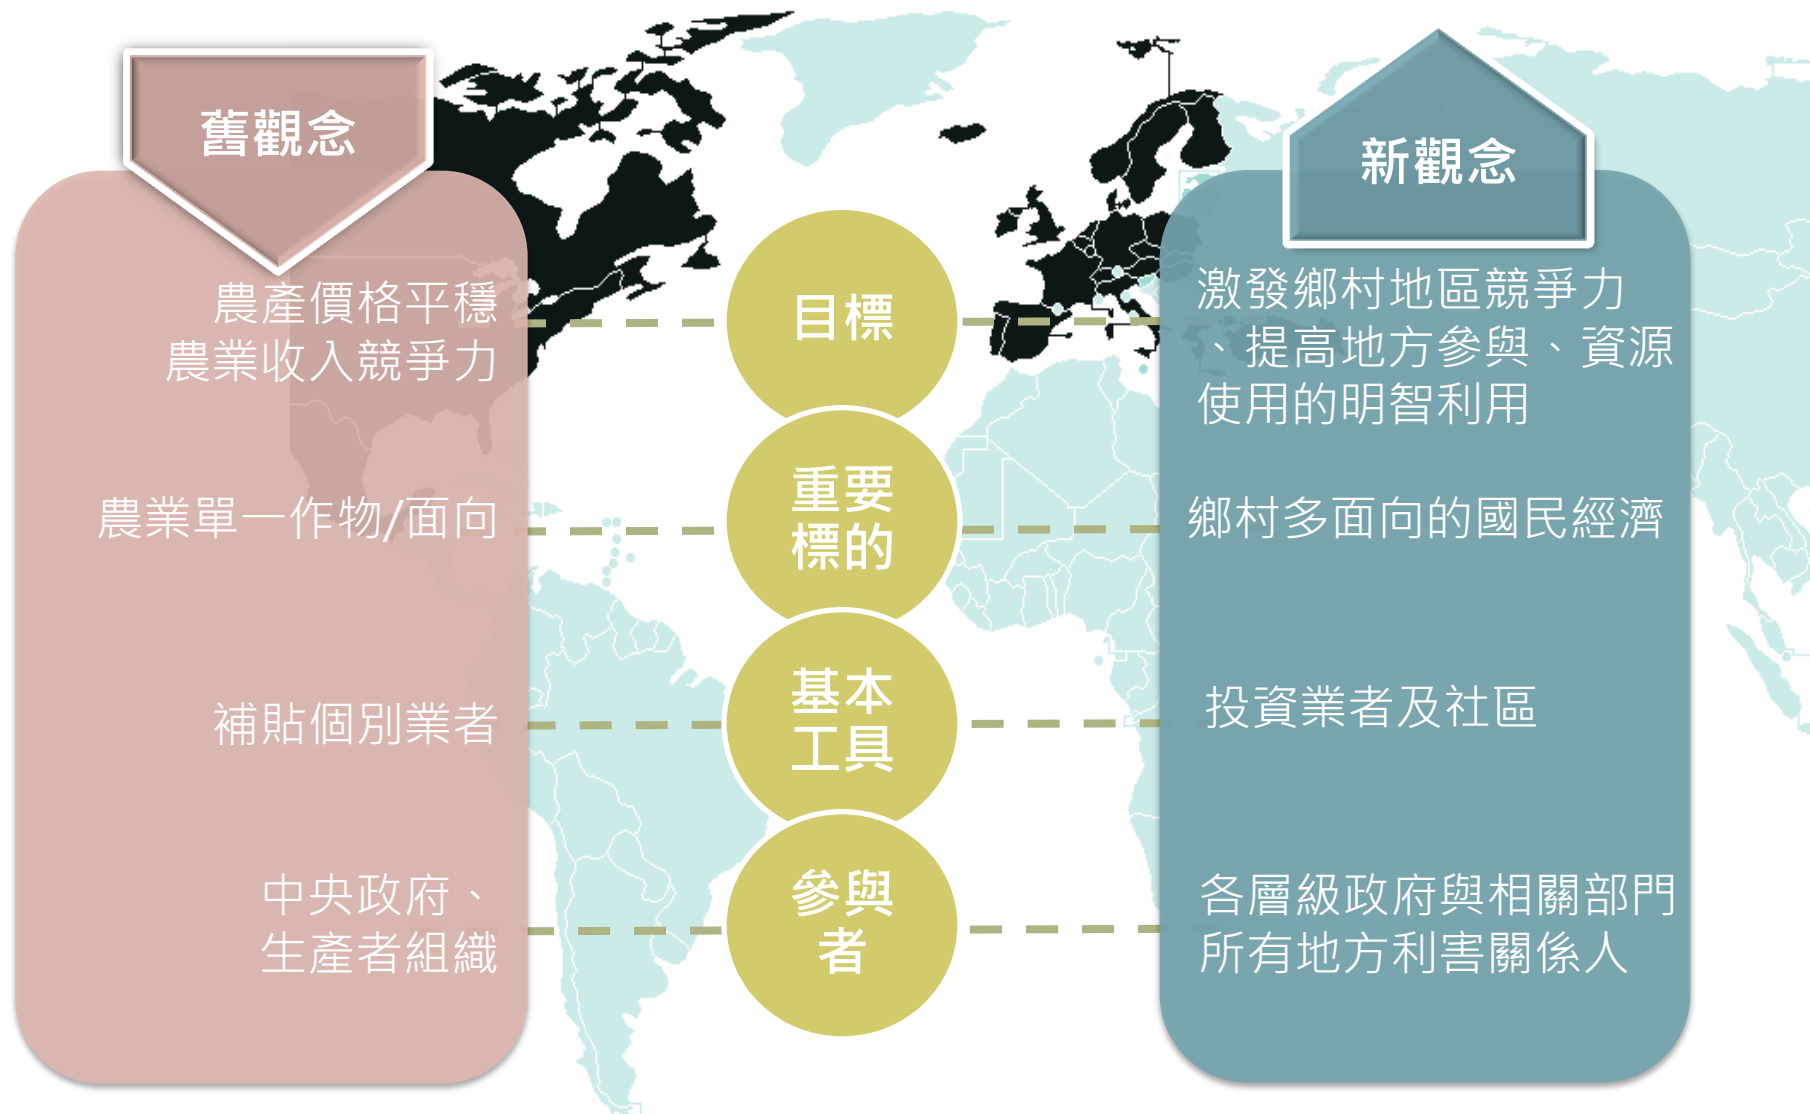 舊觀念
新觀念
農產價格平穩
農業收入競爭力
目標
激發鄉村地區競爭力
、提高地方參與、資源
使用的明智利用
農業單一作物/面向
重要
標的
鄉村多面向的國民經濟
補貼個別業者
基本
工具
投資業者及社區
中央政府、
生產者組織
參與
者
各層級政府與相關部門
所有地方利害關係人